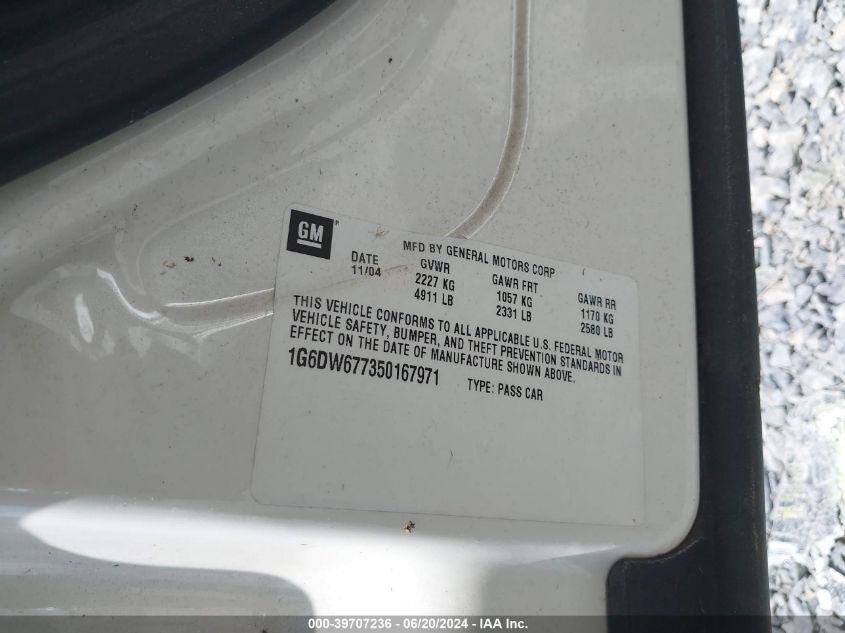 GM
MFD BY GENERAL MOTORS CORP
DATE GVWR GAWR FRT GAWR RR
11/04 2227 KG 1057 KG 1170 KG
4911 LB 2331 LB 2580 LB
THIS VEHICLE CONFORMS TO ALL APPLICABLE U.S. FEDERAL MOTOR
VEHICLE SAFETY, BUMPER, AND THEFT PREVENTION STANDARDS IN
EFFECT ON THE DATE OF MANUFACTURE SHOWN ABOVE.
1G6DW677350167971 TYPE: PASS CAR
000-39707236 - 06/20/2024 - IAA Inc.